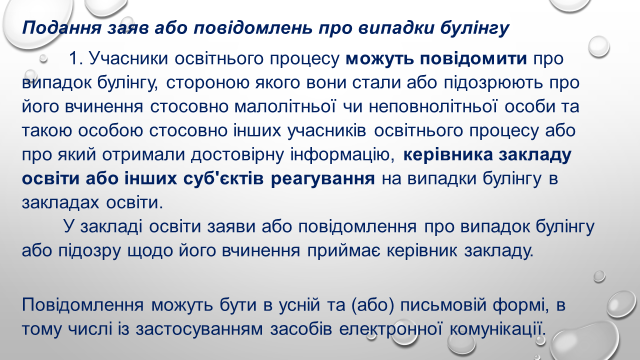 Подання заяв або повідомлень про випадки булінгу
1. Учасники освітнього процесу можуть повідомити про
випадок булінгу, стороною якого вони стали або підозрюють про
його вчинення стосовно малолітньої чи неповнолітньої особи та
такою особою стосовно інших учасників освітнього процесу або
про який отримали достовірну інформацію, керівника закладу
освіти або інших суб'єктів реагування на випадки булінгу в
закладах освіти.
У закладі освіти заяви або повідомлення про випадок булінгу
або підозру щодо його вчинення приймає керівник закладу.
Повідомлення можуть бути в усній та (або) письмовій формі, в
тому числі із застосуванням засобів електронної комунікації.